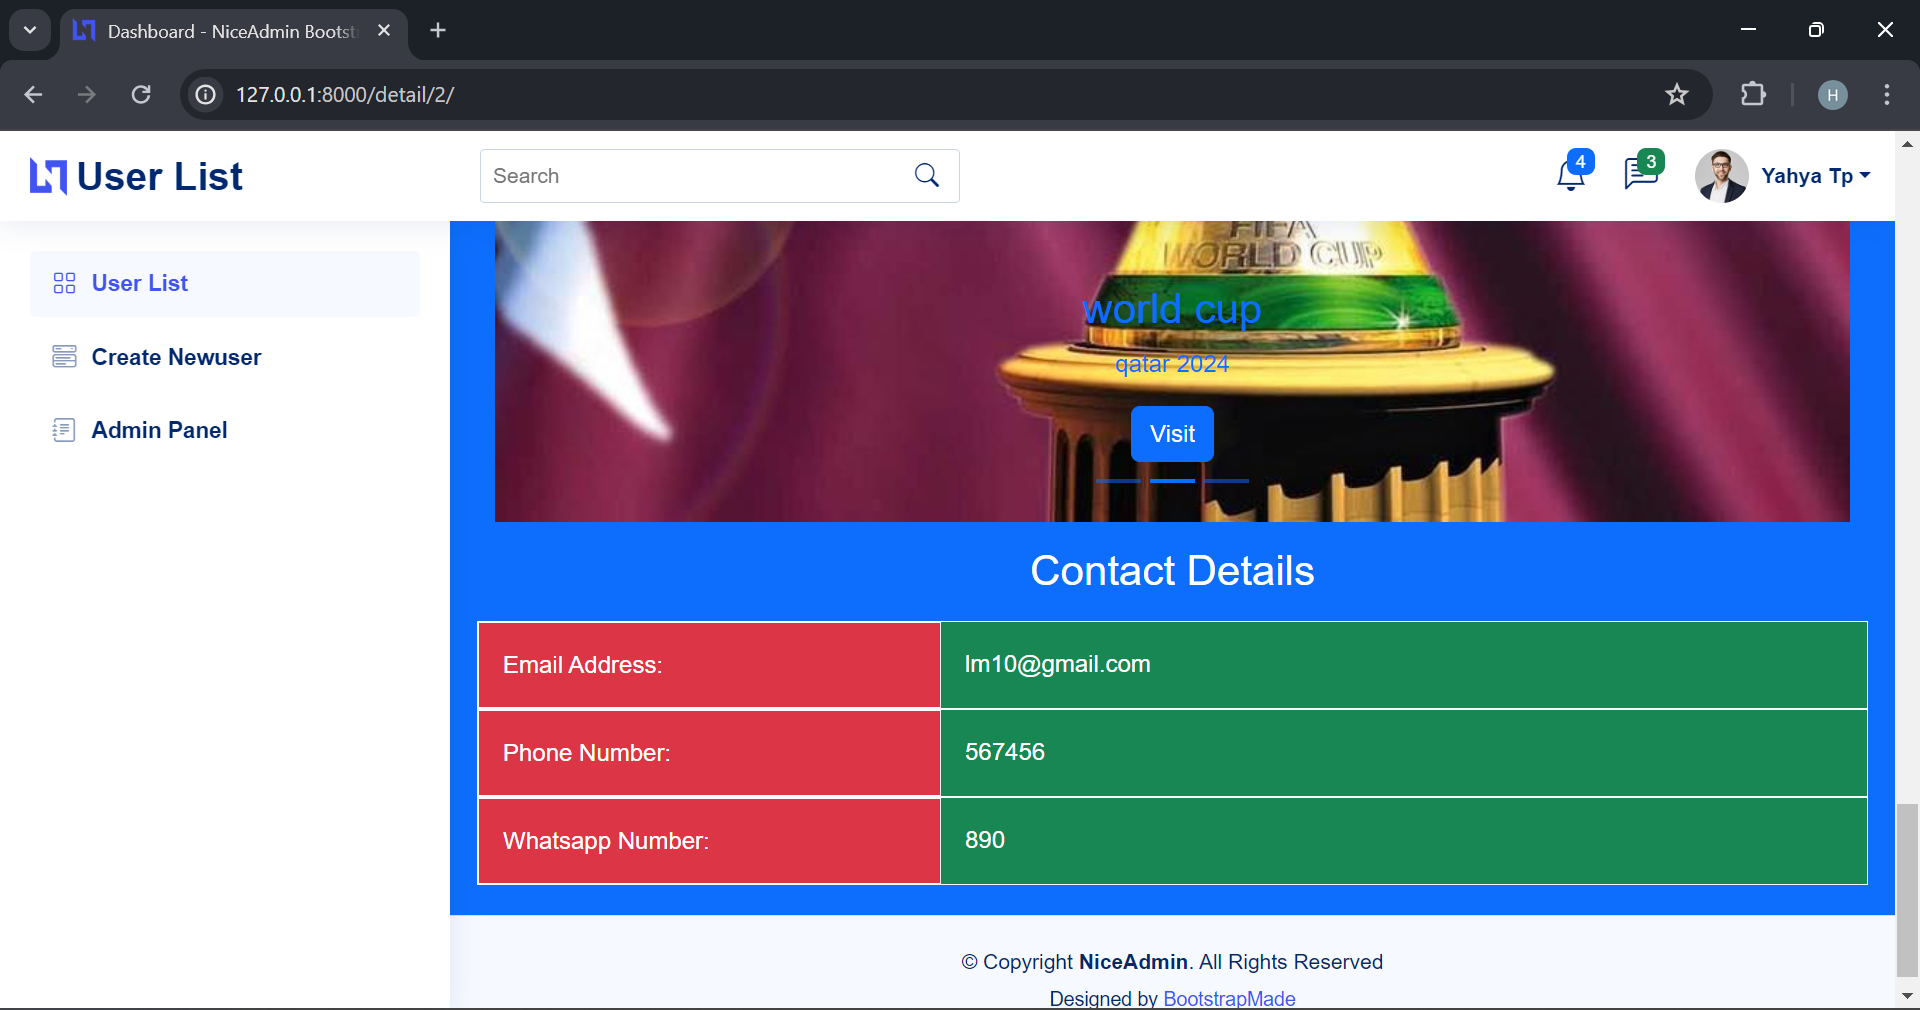 Dashboard - NiceAdmin Bootst
127.0.0.1:8000/detail/2/
H
User List
Search
4
3
Yahya Tp
User List
Create Newuser
Admin Panel
FIFA
WORLD CUP
world cup
qatar 2024
Visit
Contact Details
Email Address:
lm10@gmail.com
Phone Number:
567456
Whatsapp Number:
890
© Copyright NiceAdmin. All Rights Reserved
Designed by BootstrapMade